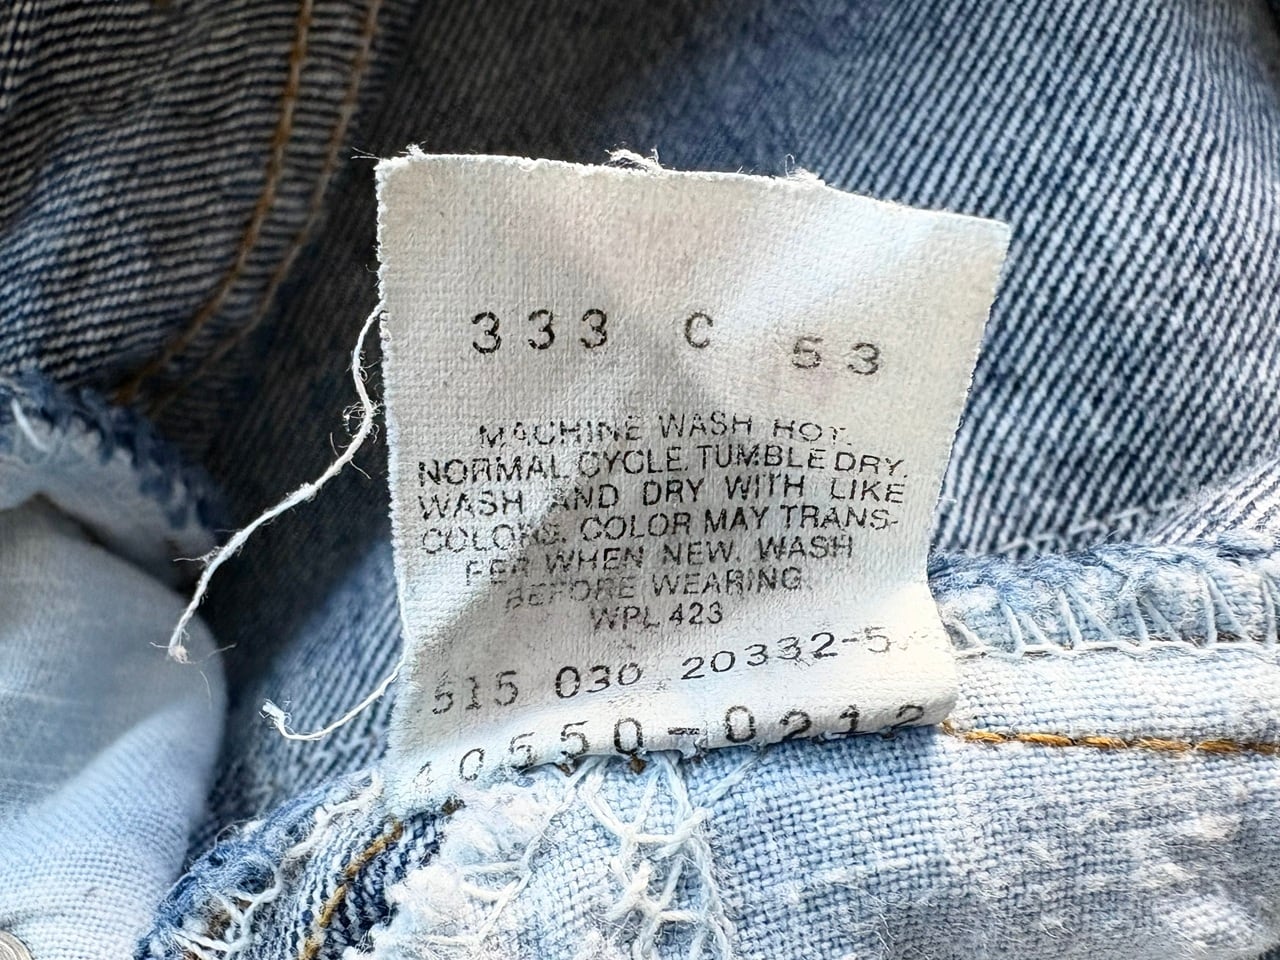 333 C 53
MACHINE WASH HOT.
NORMAL CYCLE. TUMBLE DRY.
WASH AND DRY WITH LIKE
COLORS. COLOR MAY TRANS-
FER WHEN NEW. WASH
BEFORE WEARING.
WPL 423
515 030 20332-5
40550-0212